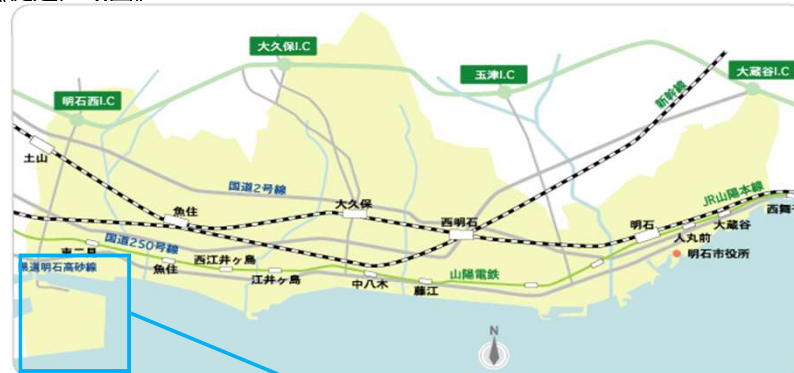 大久保I.C
玉津I.C
大蔵谷I.C
明石西I.C
新幹線
土山
国道2号線
JR山陽本線
魚住
大久保
西明石
明石
大蔵谷
西舞子
人丸前
国道250号線
東二見
西江井ヶ島
魚住
江井ヶ島
山陽電鉄
明石市役所
県道明石高砂線
中八木
藤江
N